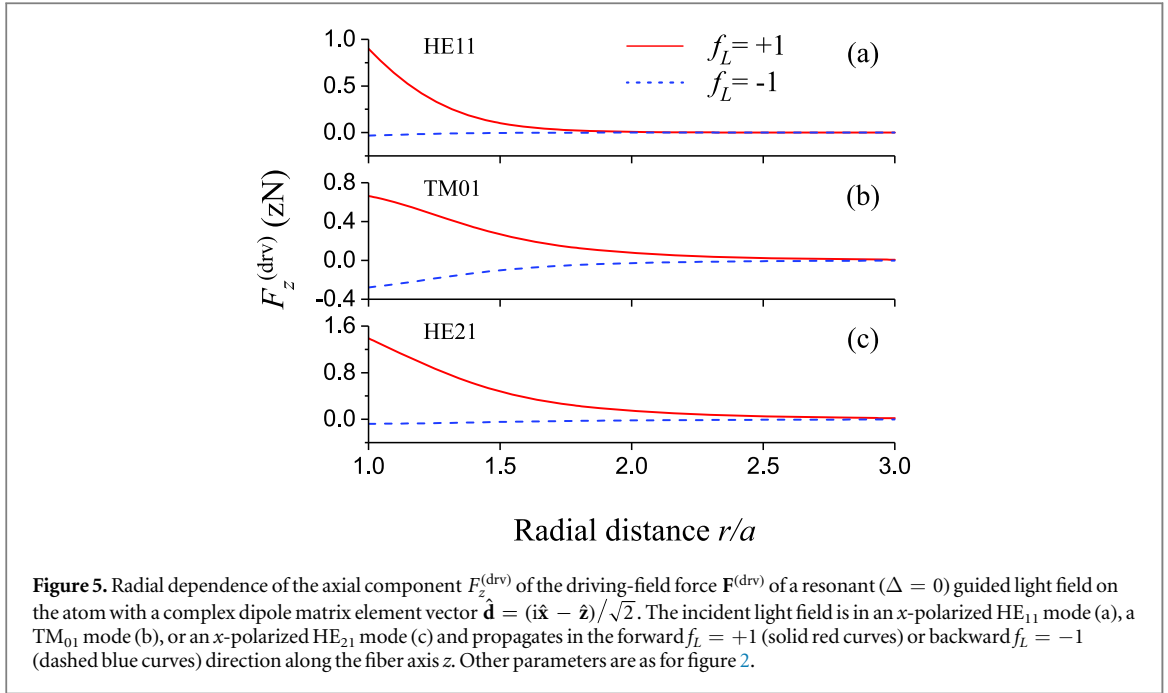 1.0
HE11
f_L= +1
(a)
f_L= -1
0.5
0.0
0.8
TM01
(b)
0.4
0.0
-0.4
F_z^(drv) (zN)
1.6
HE21
(c)
0.8
0.0
1.0 1.5 2.0 2.5 3.0
Radial distance r/a
Figure 5. Radial dependence of the axial component F_z^(drv) of the driving-field force F^(drv) of a resonant (Δ = 0) guided light field on
the atom with a complex dipole matrix element vector d̂ = (ix̂ − ẑ)/√2. The incident light field is in an x-polarized HE₁₁ mode (a), a
TM₀₁ mode (b), or an x-polarized HE₂₁ mode (c) and propagates in the forward f_L = +1 (solid red curves) or backward f_L = −1
(dashed blue curves) direction along the fiber axis z. Other parameters are as for figure 2.